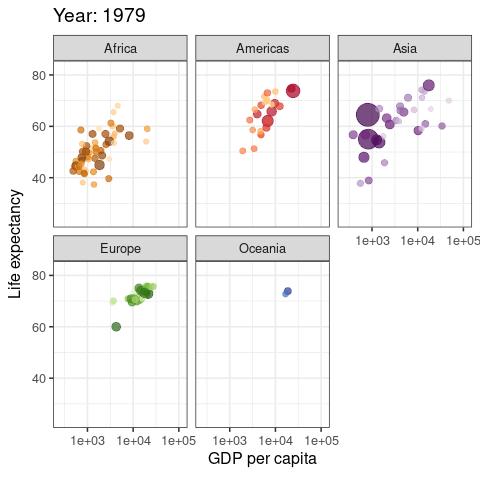 Year: 1979
Africa
Americas
Asia
80
60
40
1e+03 1e+04 1e+05
Europe
Oceania
80
60
40
1e+03 1e+04 1e+05
1e+03 1e+04 1e+05
Life expectancy
GDP per capita